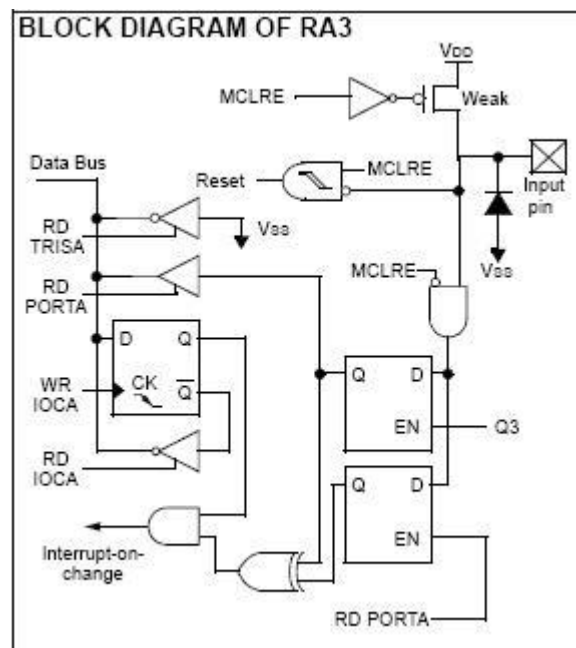 BLOCK DIAGRAM OF RA3
VDD
MCLRE
Weak
Data Bus
Reset
MCLRE
Input
pin
RD
TRISA
VSS
VSS
RD
PORTA
MCLRE
D
Q
WR
IOCA
CK
Q
Q
D
EN
Q3
RD
IOCA
Q
D
EN
Interrupt-on-
change
RD PORTA